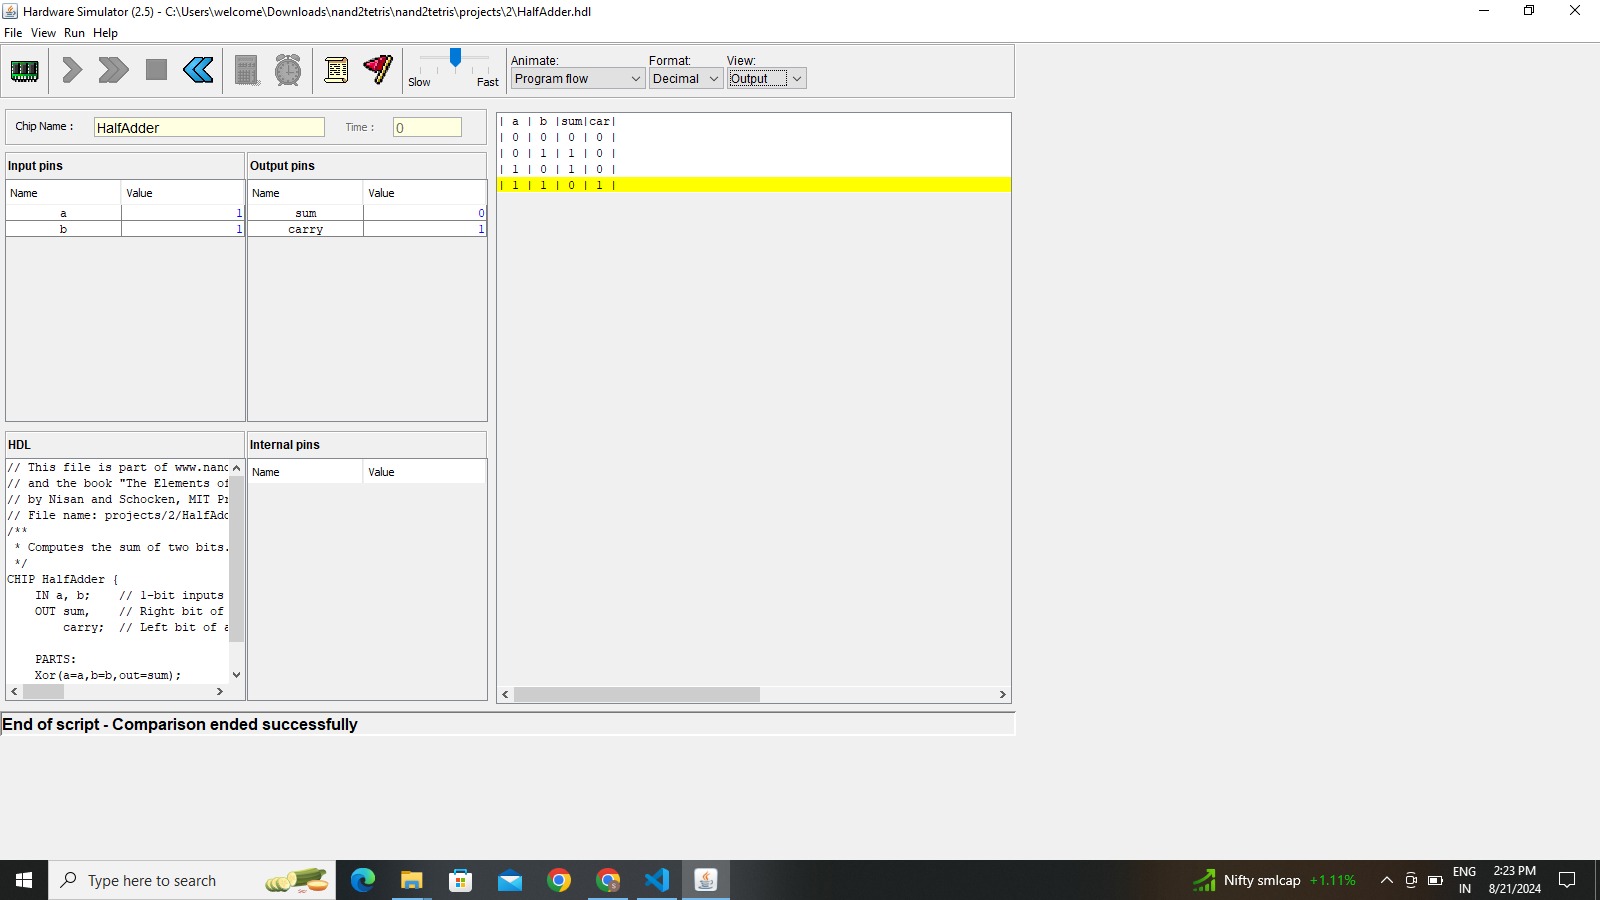 Hardware Simulator (2.5) - C:\Users\welcome\Downloads\nand2tetris\nand2tetris\projects\2\HalfAdder.hdl
File View Run Help
Animate: Format: View:
Slow Fast Program flow Decimal Output
Chip Name : HalfAdder Time : 0
Input pins
Name Value
a 1
b 1
Output pins
Name Value
sum 0
carry 1
| a | b |sum|car|
| 0 | 0 | 0 | 0 |
| 0 | 1 | 1 | 0 |
| 1 | 0 | 1 | 0 |
| 1 | 1 | 0 | 1 |
HDL
// This file is part of www.nand
// and the book "The Elements of
// by Nisan and Schocken, MIT Pr
// File name: projects/2/HalfAdd
/**
* Computes the sum of two bits.
*/
CHIP HalfAdder {
IN a, b; // 1-bit inputs
OUT sum, // Right bit of
carry; // Left bit of a
PARTS:
Xor(a=a,b=b,out=sum);
Internal pins
Name Value
End of script - Comparison ended successfully
Type here to search
Nifty smlcap +1.11%
ENG
IN
2:23 PM
8/21/2024